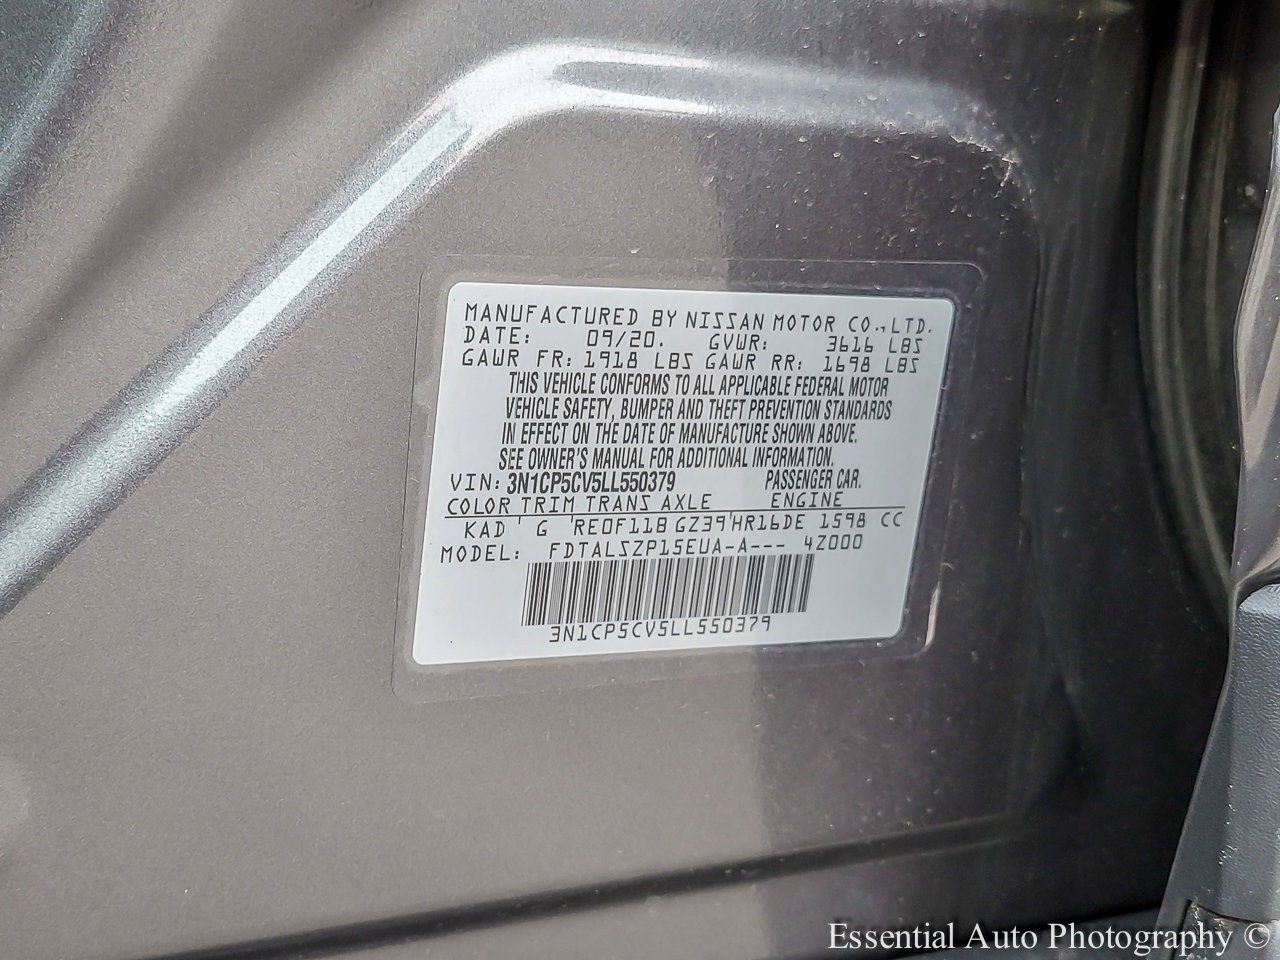 MANUFACTURED BY NISSAN MOTOR CO.,LTD.
DATE: 09/20. GVWR: 3616 LBS
GAWR FR: 1918 LBS GAWR RR: 1698 LBS
THIS VEHICLE CONFORMS TO ALL APPLICABLE FEDERAL MOTOR
VEHICLE SAFETY, BUMPER AND THEFT PREVENTION STANDARDS
IN EFFECT ON THE DATE OF MANUFACTURE SHOWN ABOVE.
SEE OWNER'S MANUAL FOR ADDITIONAL INFORMATION.
VIN: 3N1CP5CV5LL550379 PASSENGER CAR.
COLOR TRIM TRANS AXLE ENGINE
KAD ' G 'RE0F11B GZ39'HR16DE 1598 CC
MODEL: FDTALSZP15EUA-A--- 4Z000
3N1CP5CV5LL550379
Essential Auto Photography ©